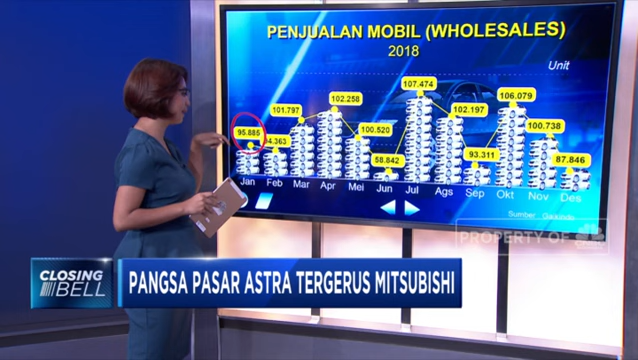 PENJUALAN MOBIL (WHOLESALES)
2018
Unit
95.885
94.363
101.797
102.258
100.520
58.842
107.474
102.197
93.311
106.079
100.738
87.846
Jan Feb Mar Apr Mei Jun Jul Ags Sep Okt Nov Des
Sumber : Gaikindo
PROPERTY OF
CLOSING
BELL
PANGSA PASAR ASTRA TERGERUS MITSUBISHI